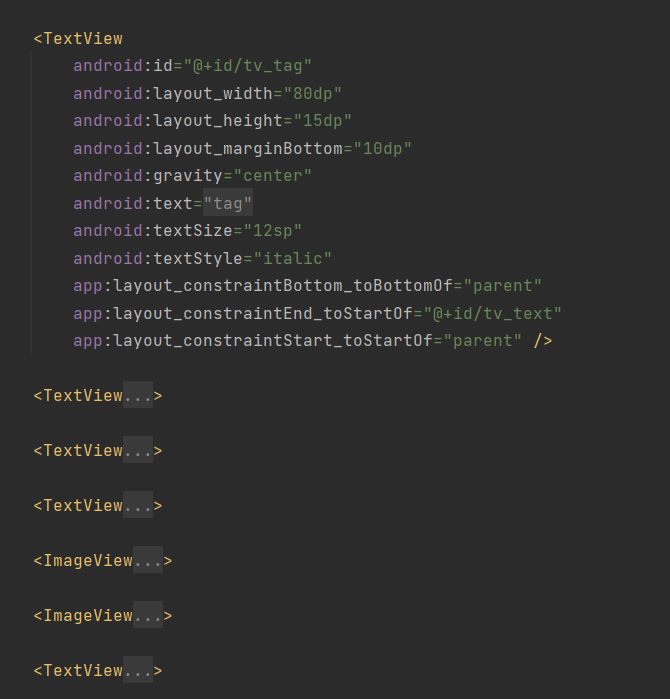 <TextView
android:id="@+id/tv_tag"
android:layout_width="80dp"
android:layout_height="15dp"
android:layout_marginBottom="10dp"
android:gravity="center"
android:text="tag"
android:textSize="12sp"
android:textStyle="italic"
app:layout_constraintBottom_toBottomOf="parent"
app:layout_constraintEnd_toStartOf="@+id/tv_text"
app:layout_constraintStart_toStartOf="parent" />
<TextView...>
<TextView...>
<TextView...>
<ImageView...>
<ImageView...>
<TextView...>